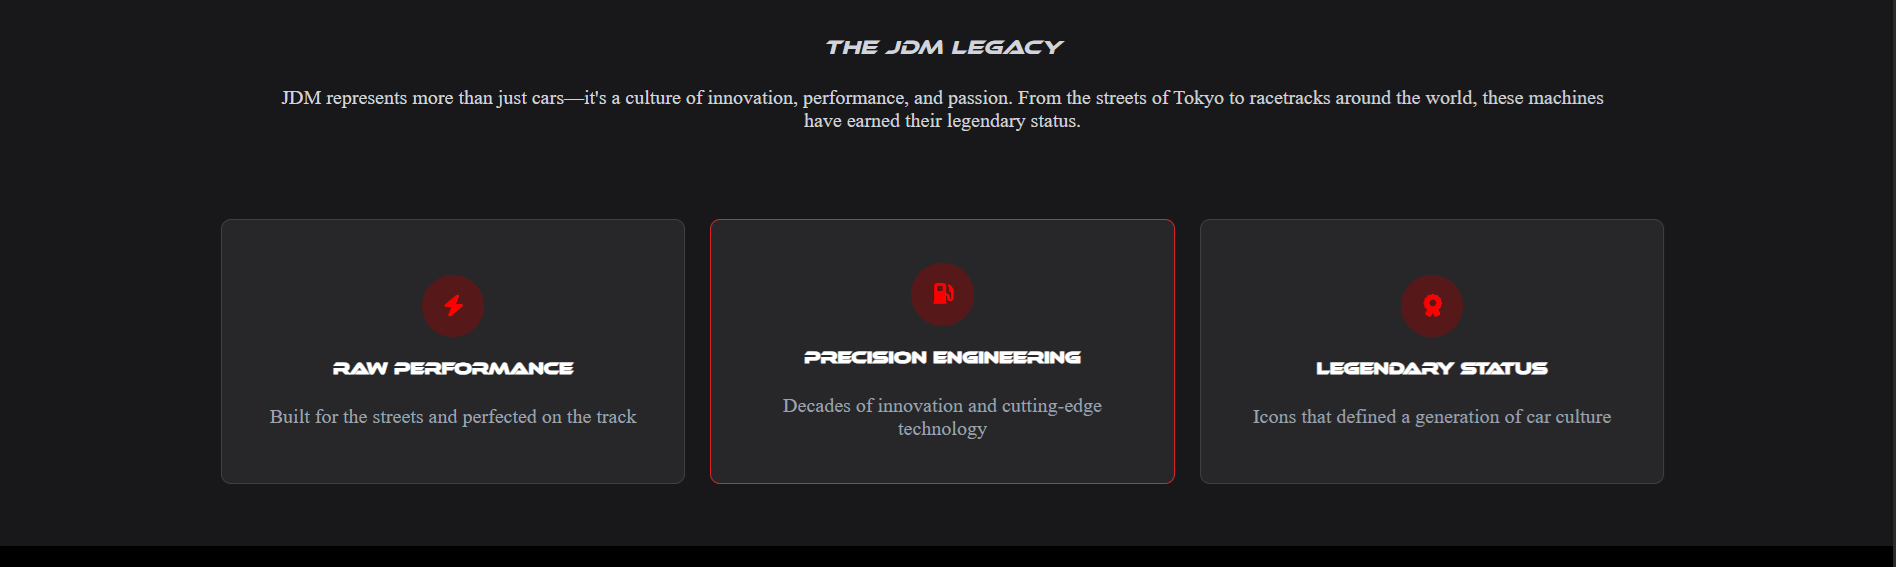 THE JDM LEGACY
JDM represents more than just cars—it's a culture of innovation, performance, and passion. From the streets of Tokyo to racetracks around the world, these machines
have earned their legendary status.
RAW PERFORMANCE
Built for the streets and perfected on the track
PRECISION ENGINEERING
Decades of innovation and cutting-edge
technology
LEGENDARY STATUS
Icons that defined a generation of car culture